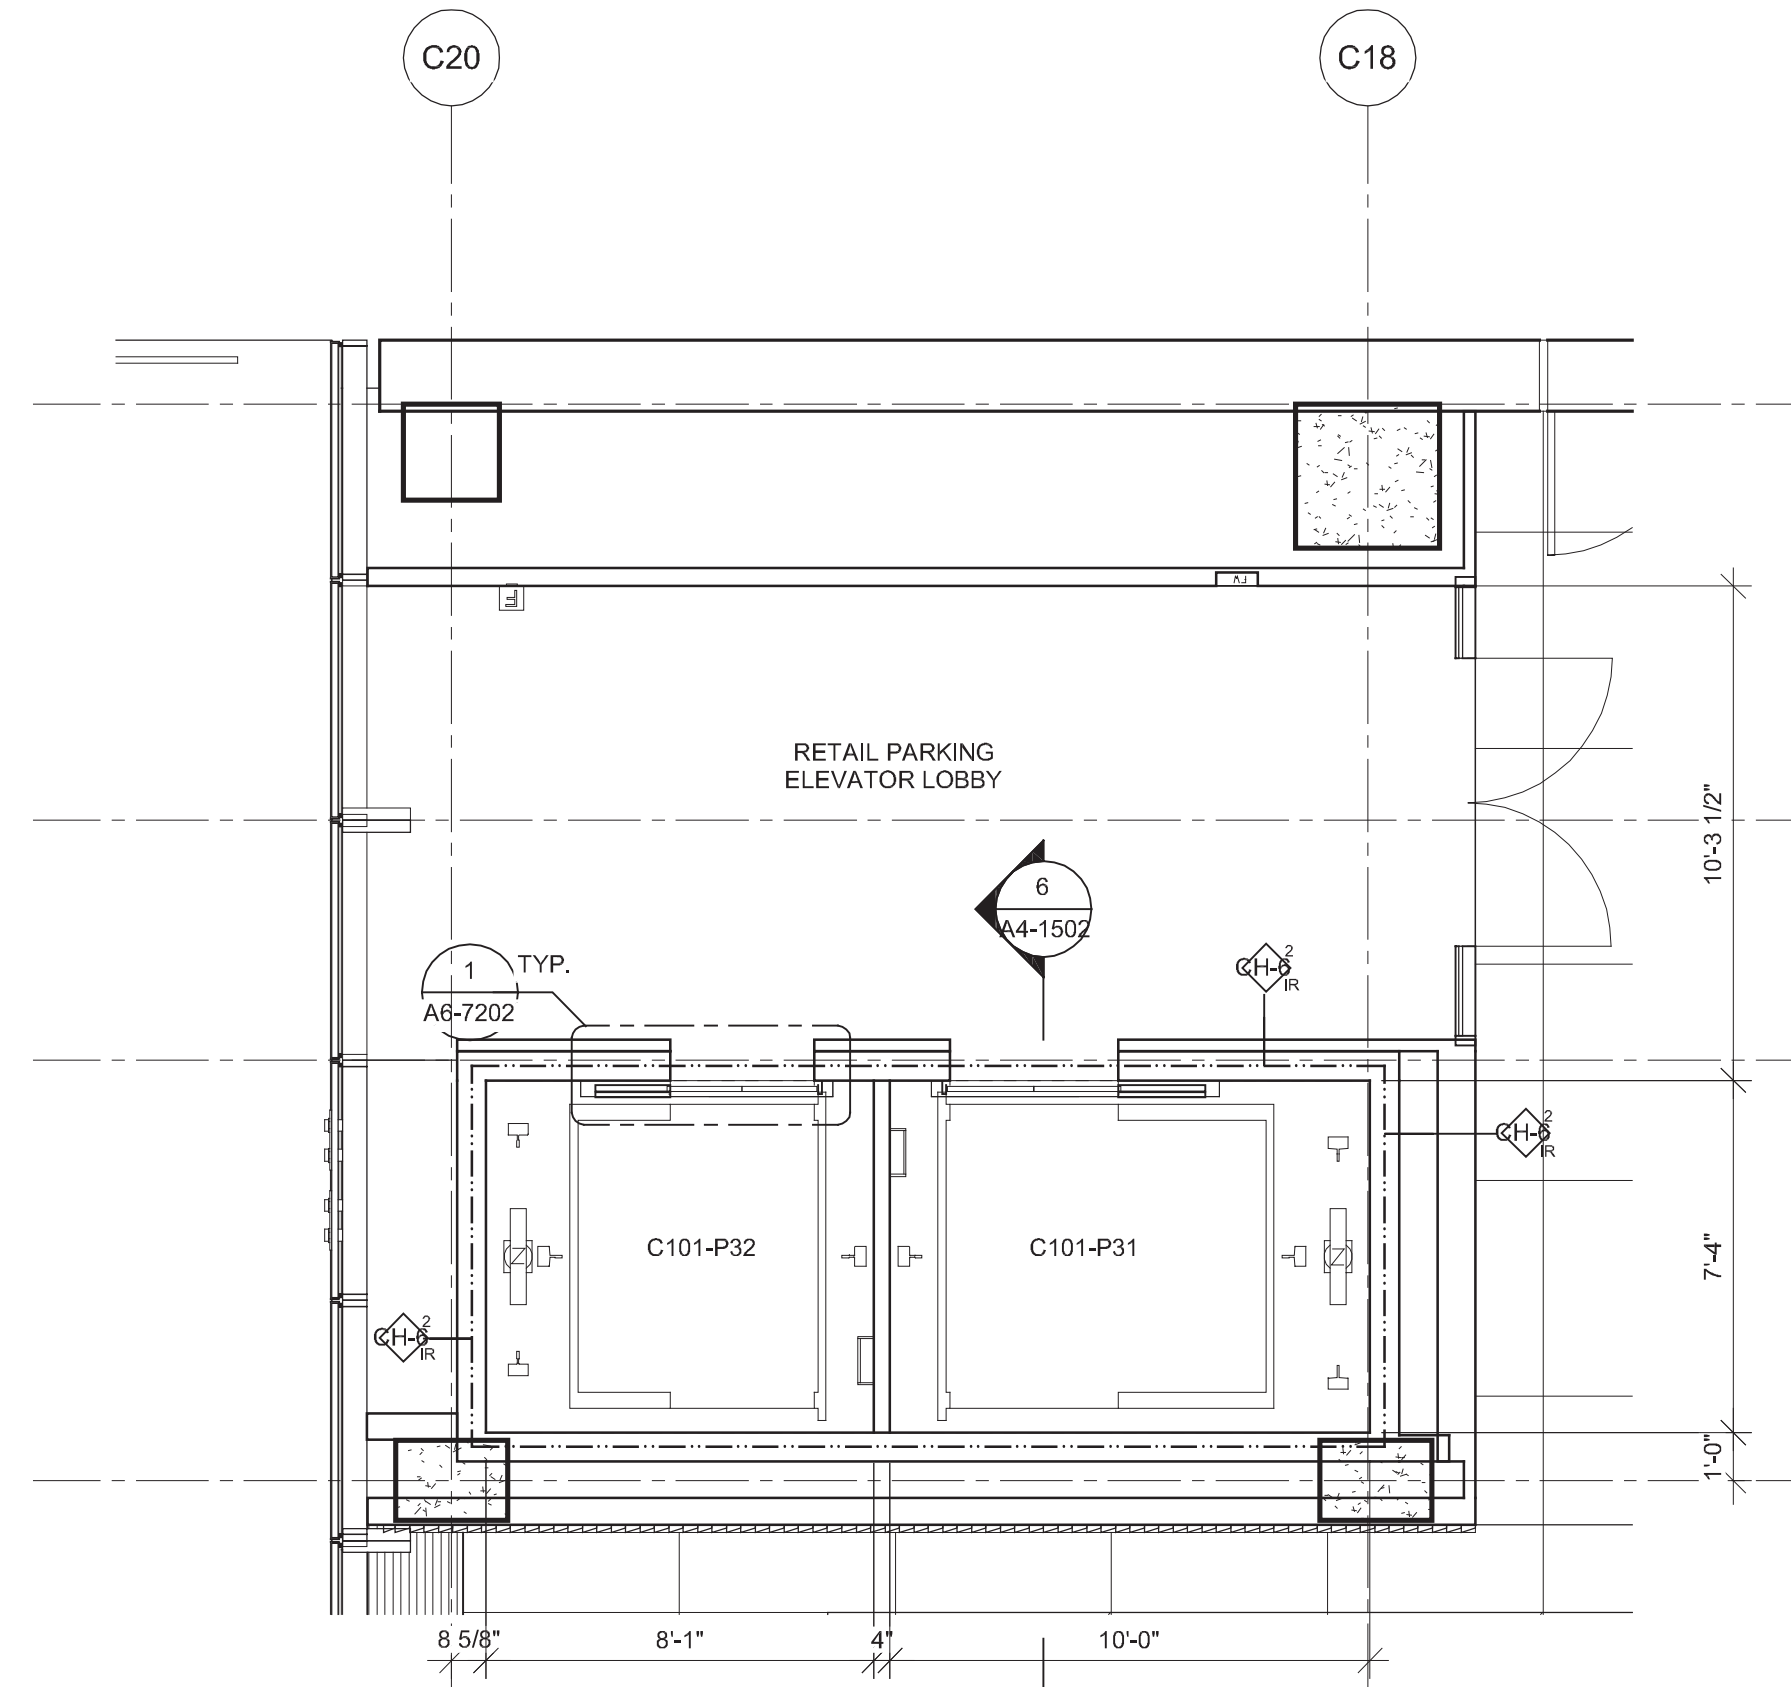 C20
C18
FE
RETAIL PARKING
ELEVATOR LOBBY
10'-3 1/2"
6
A4-1502
1
TYP.
A6-7202
CH-6
2
IR
CH-6
2
IR
C101-P32
C101-P31
7'-4"
CH-6
2
IR
1'-0"
8 5/8"
8'-1"
4"
10'-0"